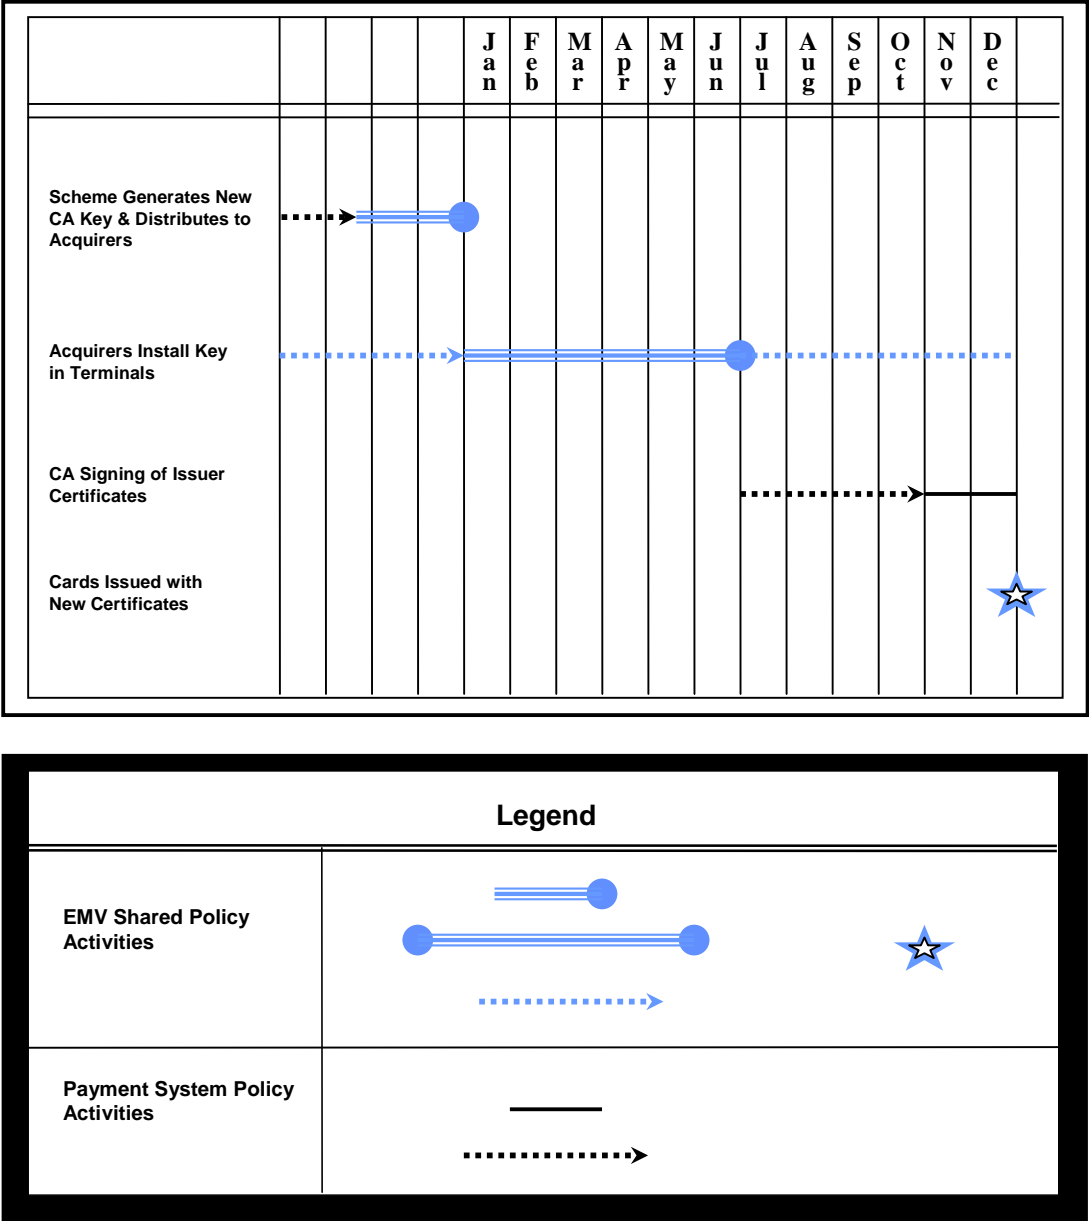 Jan Feb Mar Apr May Jun Jul Aug Sep Oct Nov Dec
Scheme Generates New
CA Key & Distributes to
Acquirers
Acquirers Install Key
in Terminals
CA Signing of Issuer
Certificates
Cards Issued with
New Certificates
Legend
EMV Shared Policy
Activities
Payment System Policy
Activities